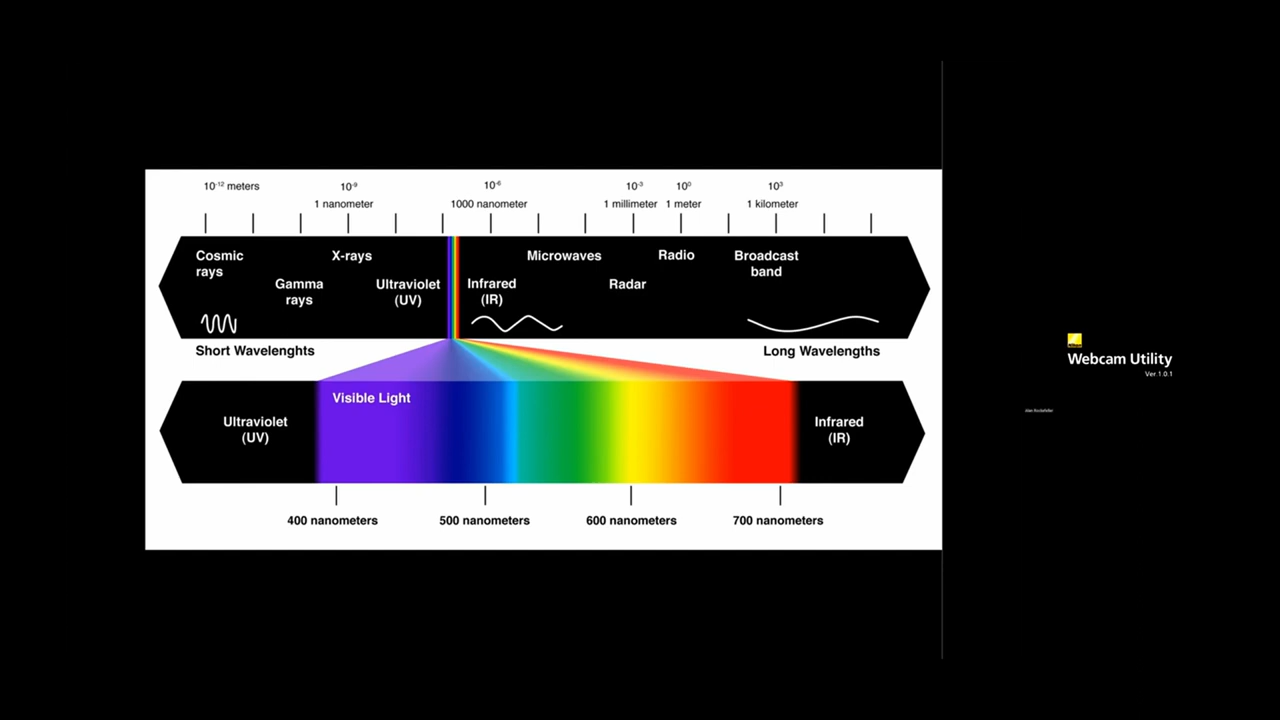 10⁻¹² meters
10⁻⁹
10⁻⁶
10⁻³
10⁰
10³
1 nanometer
1000 nanometer
1 millimeter
1 meter
1 kilometer
Cosmic
rays
X-rays
Microwaves
Radio
Broadcast
band
Gamma
rays
Ultraviolet
(UV)
Infrared
(IR)
Radar
Short Wavelenghts
Long Wavelengths
Visible Light
Ultraviolet
(UV)
Infrared
(IR)
400 nanometers
500 nanometers
600 nanometers
700 nanometers
Webcam Utility
Ver.1.0.1